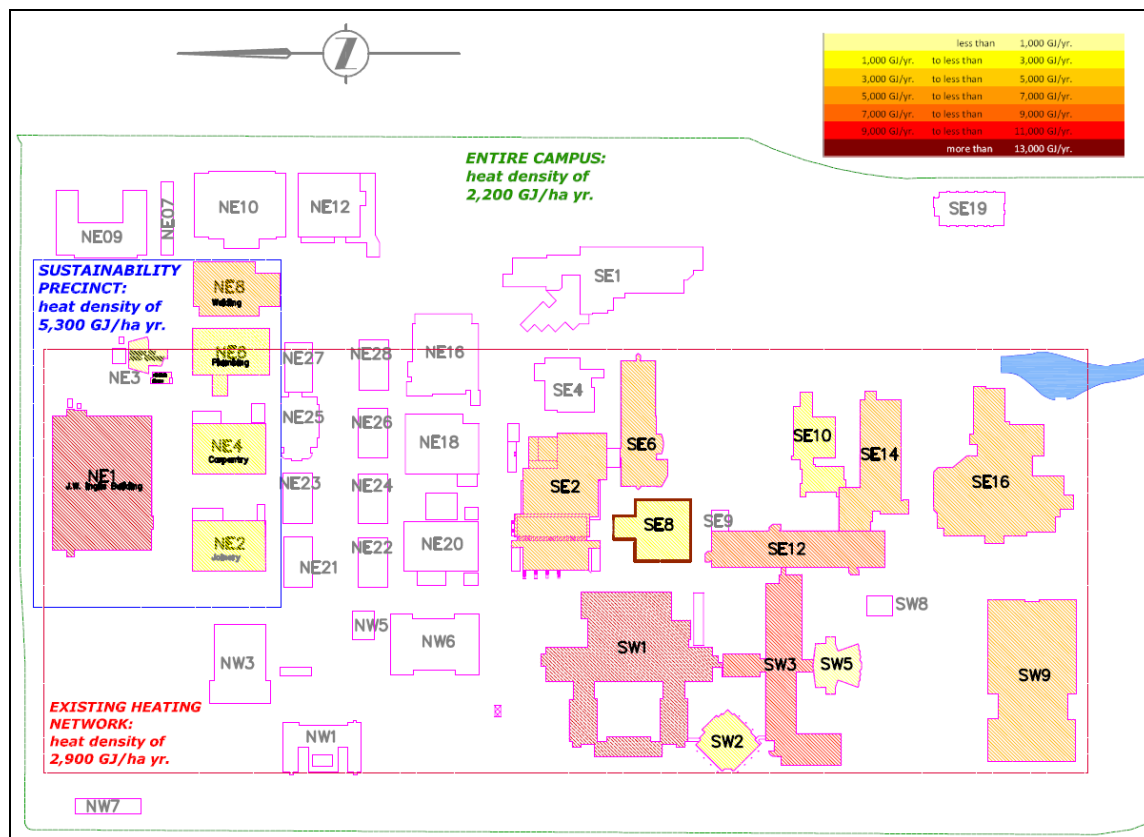 Z
less than 1,000 GJ/yr.
1,000 GJ/yr. to less than 3,000 GJ/yr.
3,000 GJ/yr. to less than 5,000 GJ/yr.
5,000 GJ/yr. to less than 7,000 GJ/yr.
7,000 GJ/yr. to less than 9,000 GJ/yr.
9,000 GJ/yr. to less than 11,000 GJ/yr.
more than 13,000 GJ/yr.
ENTIRE CAMPUS:
heat density of
2,200 GJ/ha yr.
NE09
NE07
NE10
NE12
SE19
SE1
SUSTAINABILITY
PRECINCT:
heat density of
5,300 GJ/ha yr.
NE8
Welding
NE6
Plumbing
NE3
NE27
NE28
NE16
SE4
NE1
J.W. Inglis Building
NE4
Carpentry
NE25
NE26
NE18
SE6
SE10
SE14
SE2
SE16
NE23
NE24
NE2
Joinery
NE21
NE22
NE20
SE8
SE9
SE12
NW5
SW8
NW3
NW6
SW1
SW3
SW5
SW9
EXISTING HEATING
NETWORK:
heat density of
2,900 GJ/ha yr.
NW1
SW2
NW7